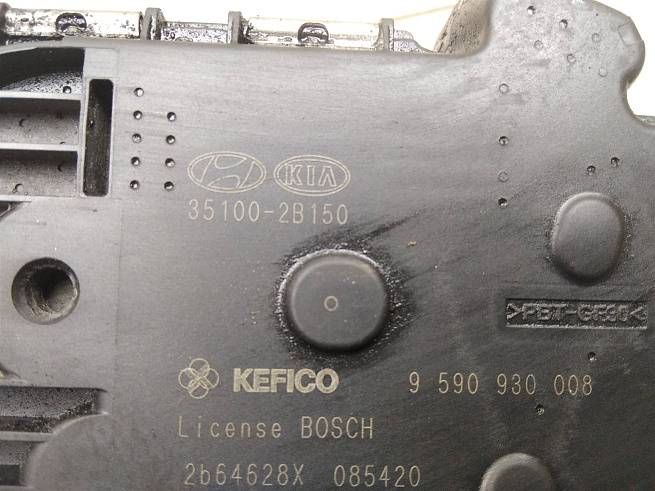 KIA
35100-2B150
>PBT-GF30<
KEFICO 9 590 930 008
License BOSCH
2b64628X 085420